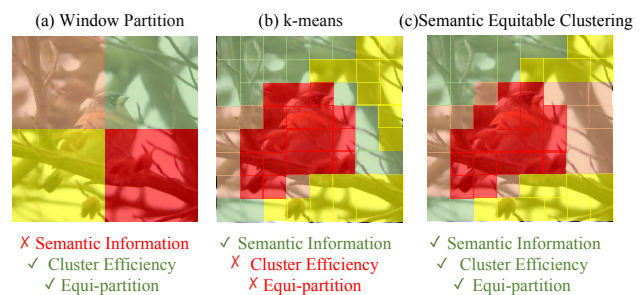 (a) Window Partition
(b) k-means
(c)Semantic Equitable Clustering
✗ Semantic Information
✓ Cluster Efficiency
✓ Equi-partition
✓ Semantic Information
✗ Cluster Efficiency
✗ Equi-partition
✓ Semantic Information
✓ Cluster Efficiency
✓ Equi-partition